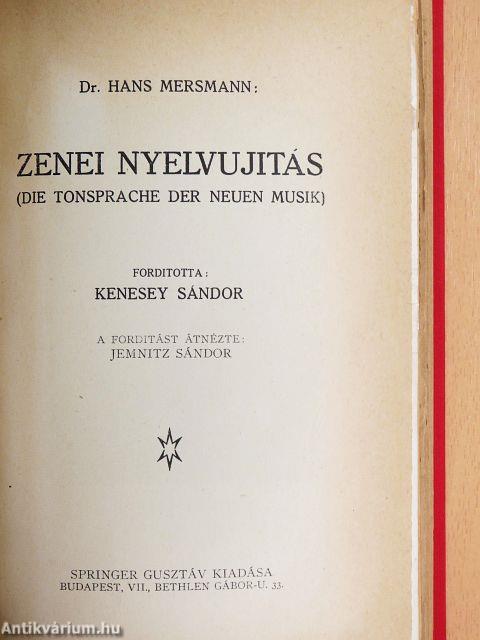 Dr. HANS MERSMANN:
ZENEI NYELVUJITÁS
(DIE TONSPRACHE DER NEUEN MUSIK)
FORDITOTTA:
KENESEY SÁNDOR
A FORDITÁST ÁTNÉZTE:
JEMNITZ SÁNDOR
SPRINGER GUSZTÁV KIADÁSA
BUDAPEST, VII., BETHLEN GÁBOR-U. 33.
Antikvárium.hu